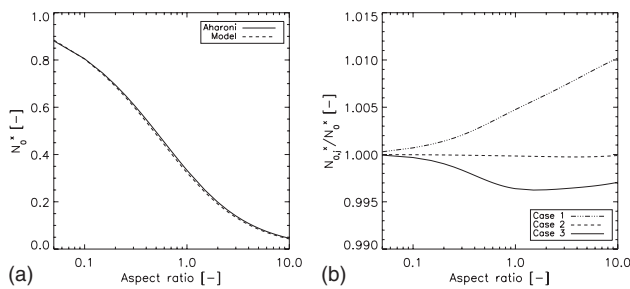 1.0
0.8
0.6
0.4
0.2
0.0
N₀ˣ [–]
Aharoni
Model
0.1
1.0
10.0
Aspect ratio [–]
(a)
1.015
1.010
1.005
1.000
0.995
0.990
N₀,ⱼˣ/N₀ˣ [–]
Case 1
Case 2
Case 3
0.1
1.0
10.0
Aspect ratio [–]
(b)